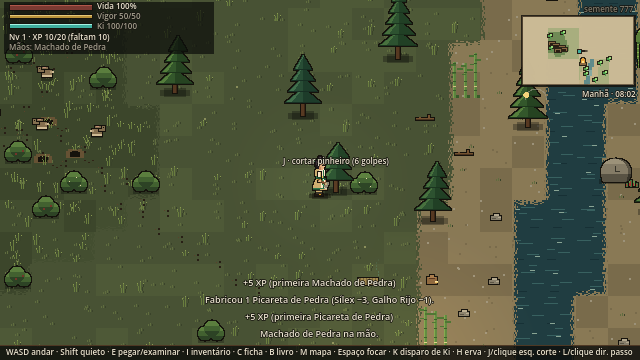 Vida 100%
Vigor 50/50
Ki 100/100
Nv 1 · XP 10/20 (faltam 10)
Mãos: Machado de Pedra
semente 777
Manhã · 08:02
J · cortar pinheiro (6 golpes)
+5 XP (primeira Machado de Pedra)
Fabricou 1 Picareta de Pedra (Sílex −3, Galho Rijo −1).
+5 XP (primeira Picareta de Pedra)
Machado de Pedra na mão.
WASD andar · Shift quieto · E pegar/examinar · I inventário · C ficha · B livro · M mapa · Espaço focar · K disparo de Ki · H erva · J/clique esq. corte · L/clique dir. passo